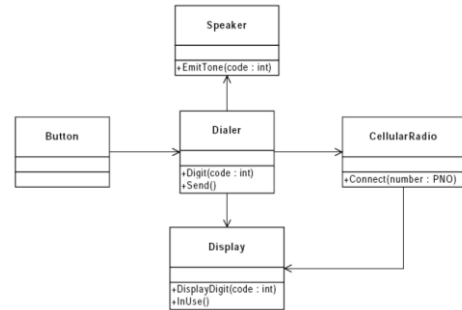 Speaker
+EmitTone(code : int)
Button
Dialer
+Digit(code : int)
+Send()
CellularRadio
+Connect(number : PNO)
Display
+DisplayDigit(code : int)
+InUse()